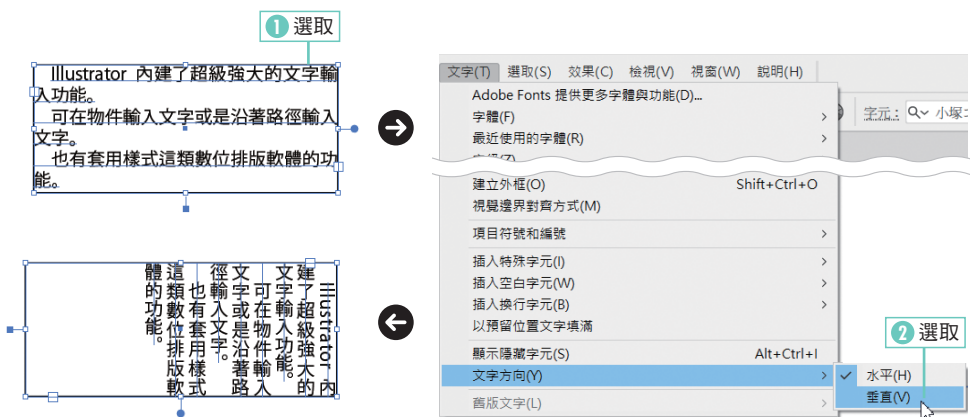 1 選取
Illustrator 內建了超級強大的文字輸
入功能。
可在物件輸入文字或是沿著路徑輸入
文字。
也有套用樣式這類數位排版軟體的功
能。
文字(T) 選取(S) 效果(C) 檢視(V) 視窗(W) 說明(H)
Adobe Fonts 提供更多字體與功能(D)...
字體(F)
最近使用的字體(R)
字元: 小塚
建立外框(O) Shift+Ctrl+O
視覺邊界對齊方式(M)
項目符號和編號
插入特殊字元(I)
插入空白字元(W)
插入換行字元(B)
以預留位置文字填滿
顯示隱藏字元(S) Alt+Ctrl+I
文字方向(Y)
舊版文字(L)
2 選取
水平(H)
垂直(V)
Illustrator 內
建了超級強大的
文字輸入功能。
可在物件輸入
文字或是沿著路
徑輸入文字。
也有套用樣式
這類數位排版軟
體的功能。